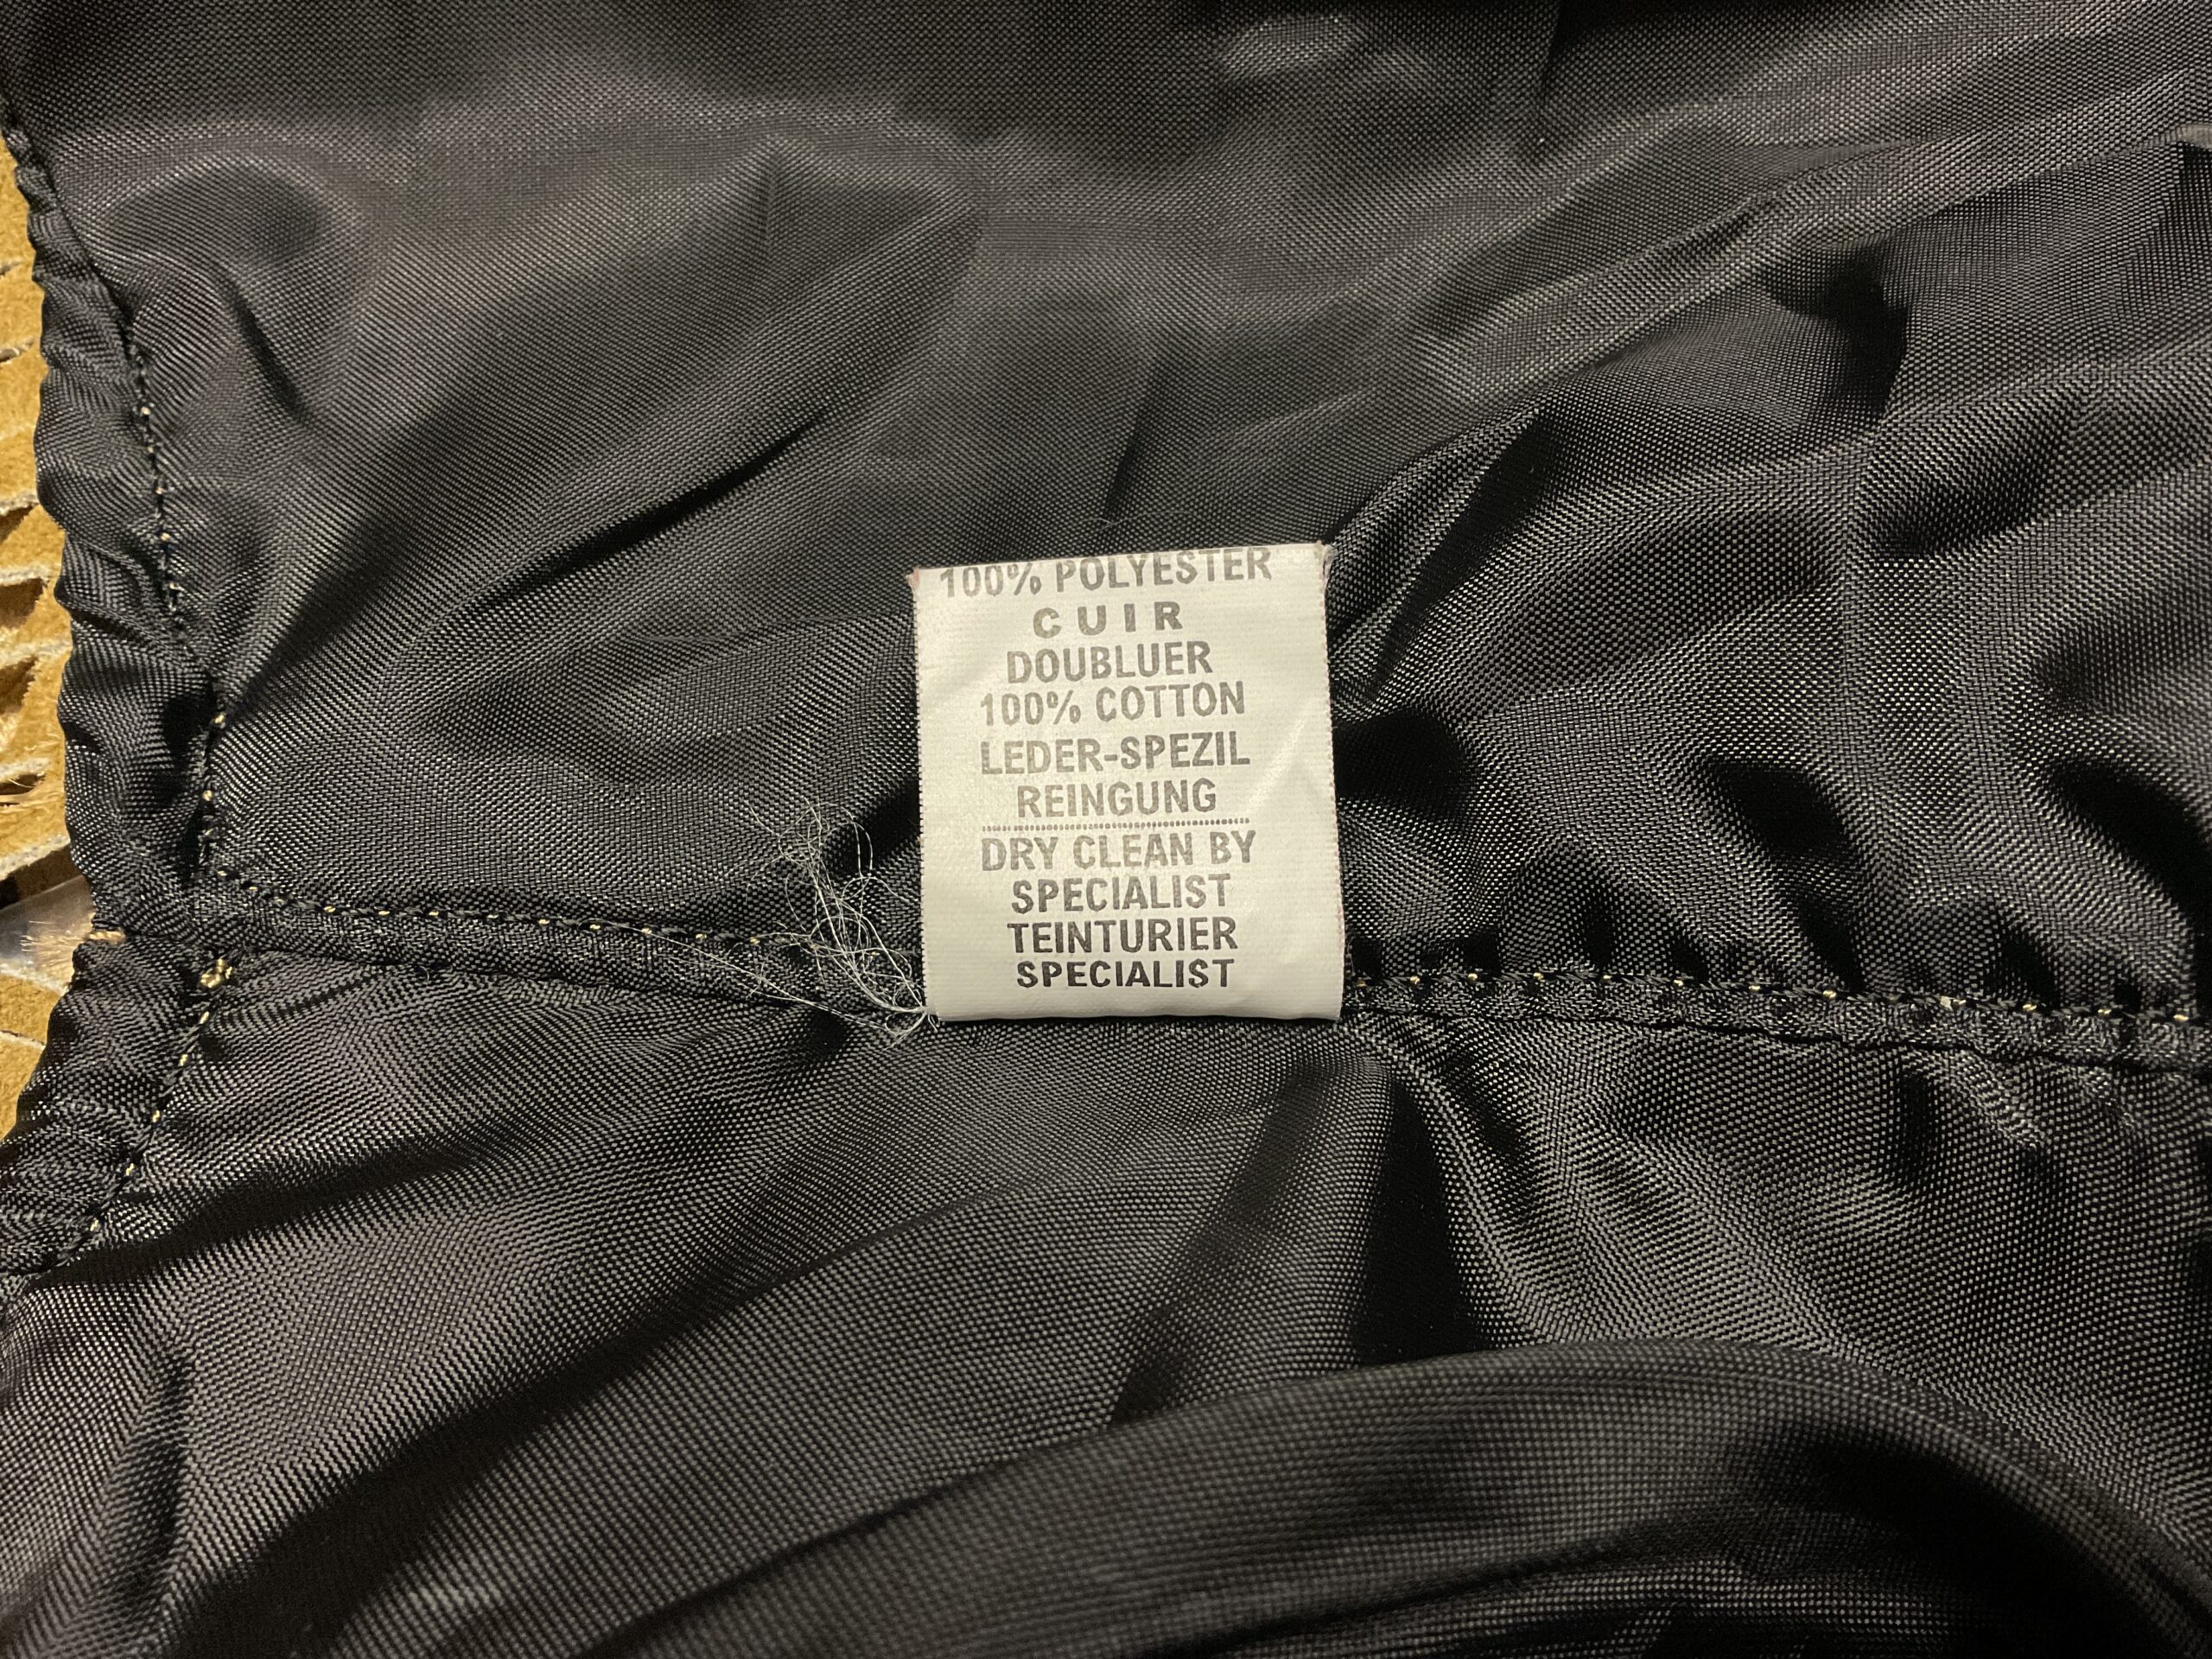 100% POLYESTER
CUIR
DOUBLUER
100% COTTON
LEDER-SPEZIL
REINGUNG
DRY CLEAN BY
SPECIALIST
TEINTURIER
SPECIALIST